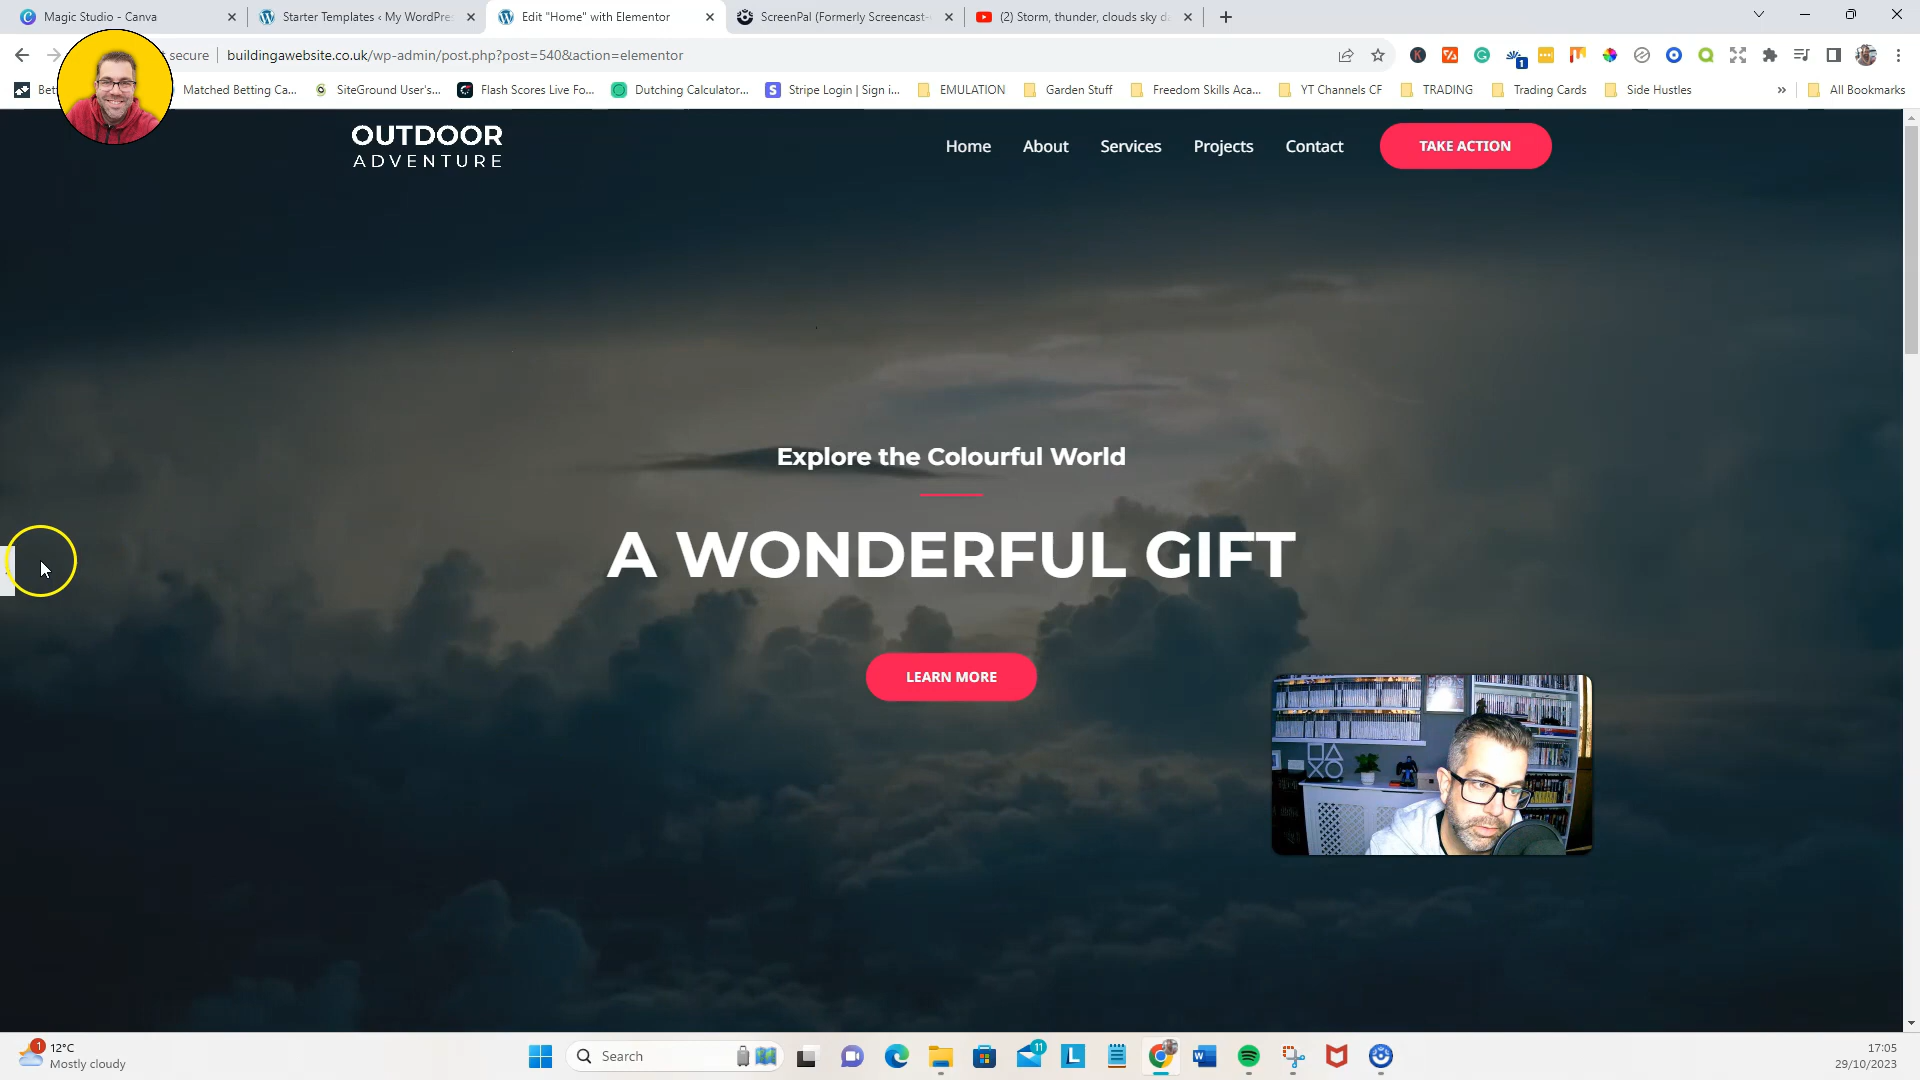 Magic Studio - Canva
Starter Templates ‹ My WordPre
Edit "Home" with Elementor
ScreenPal (Formerly Screencast-
(2) Storm, thunder, clouds sky d
secure
buildingawebsite.co.uk/wp-admin/post.php?post=540&action=elementor
1
Bet
Matched Betting Ca...
SiteGround User's...
Flash Scores Live Fo...
Dutching Calculator...
Stripe Login | Sign i...
EMULATION
Garden Stuff
Freedom Skills Aca...
YT Channels CF
TRADING
Trading Cards
Side Hustles
»
All Bookmarks
OUTDOOR
ADVENTURE
Home
About
Services
Projects
Contact
TAKE ACTION
Explore the Colourful World
A WONDERFUL GIFT
LEARN MORE
1
12°C
Mostly cloudy
Search
11
17:05
29/10/2023